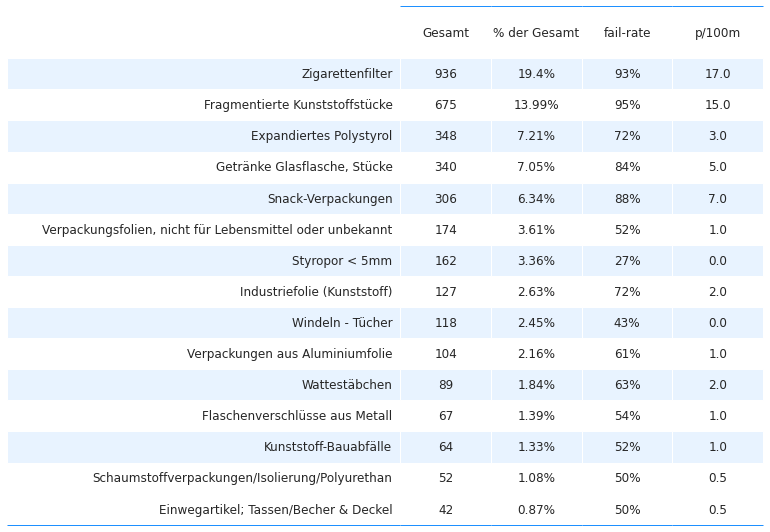 Gesamt % der Gesamt fail-rate p/100m
Zigarettenfilter 936 19.4% 93% 17.0
Fragmentierte Kunststoffstücke 675 13.99% 95% 15.0
Expandiertes Polystyrol 348 7.21% 72% 3.0
Getränke Glasflasche, Stücke 340 7.05% 84% 5.0
Snack-Verpackungen 306 6.34% 88% 7.0
Verpackungsfolien, nicht für Lebensmittel oder unbekannt 174 3.61% 52% 1.0
Styropor < 5mm 162 3.36% 27% 0.0
Industriefolie (Kunststoff) 127 2.63% 72% 2.0
Windeln - Tücher 118 2.45% 43% 0.0
Verpackungen aus Aluminiumfolie 104 2.16% 61% 1.0
Wattestäbchen 89 1.84% 63% 2.0
Flaschenverschlüsse aus Metall 67 1.39% 54% 1.0
Kunststoff-Bauabfälle 64 1.33% 52% 1.0
Schaumstoffverpackungen/Isolierung/Polyurethan 52 1.08% 50% 0.5
Einwegartikel; Tassen/Becher & Deckel 42 0.87% 50% 0.5